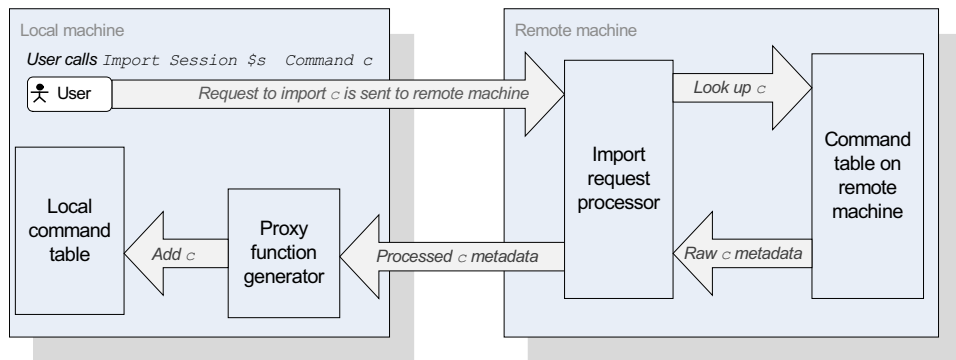 Local machine
User calls Import Session $s Command c
User
Request to import c is sent to remote machine
Local
command
table
Add c
Proxy
function
generator
Processed c metadata
Remote machine
Import
request
processor
Look up c
Raw c metadata
Command
table on
remote
machine